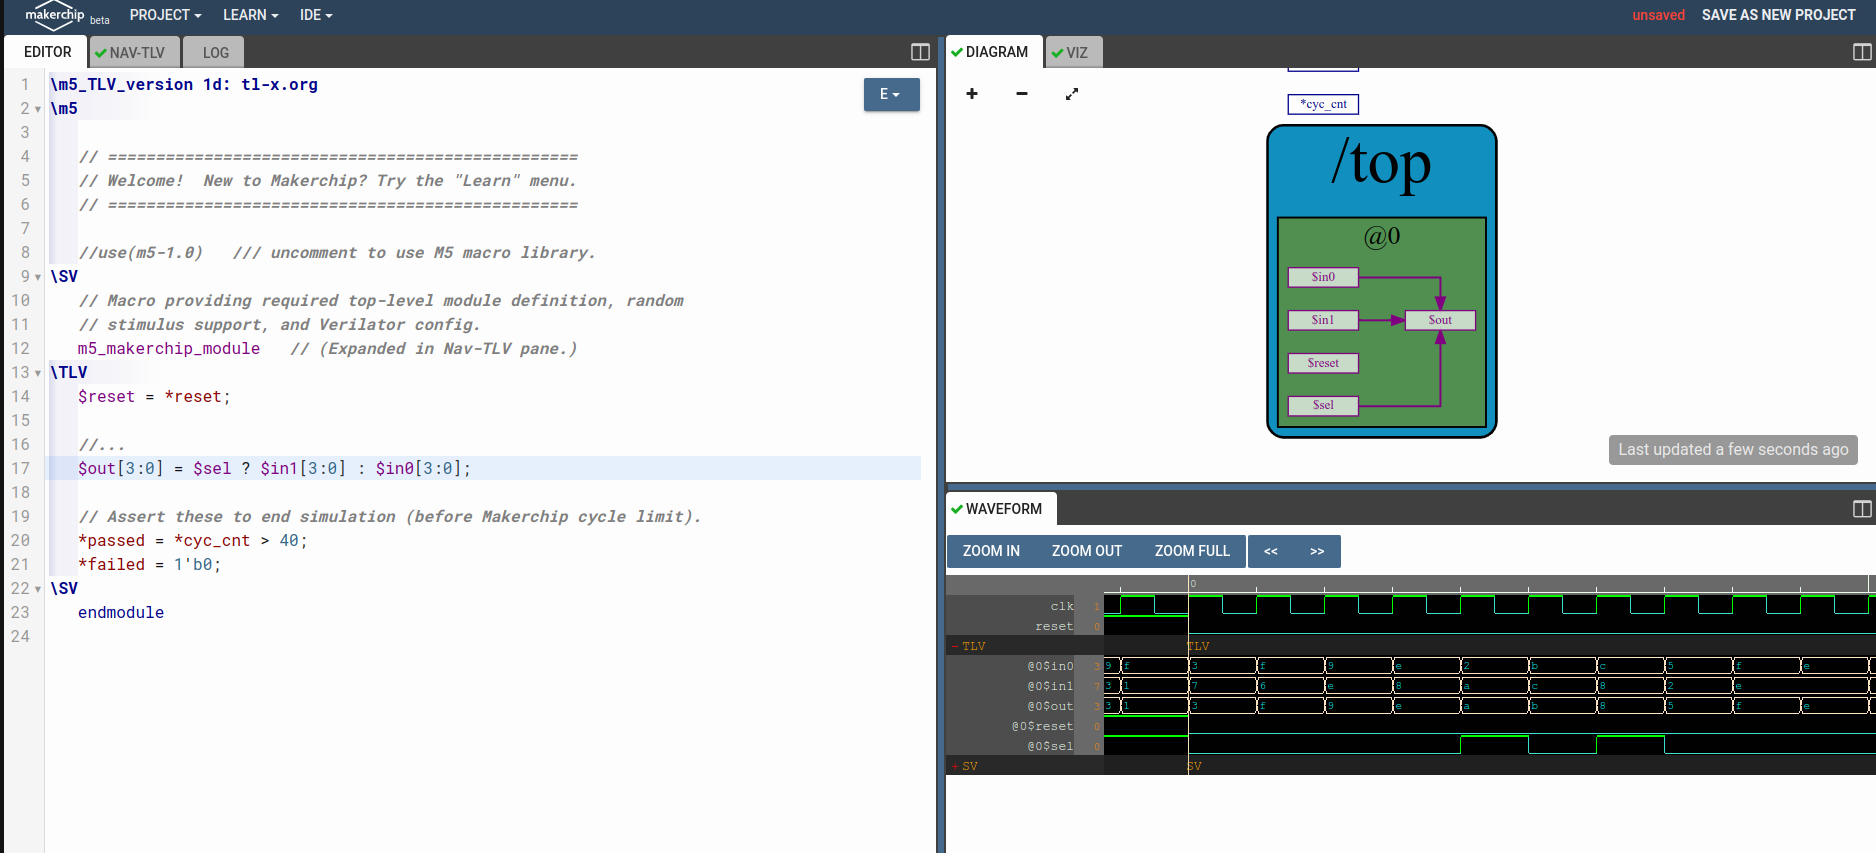 makerchip beta PROJECT LEARN IDE unsaved SAVE AS NEW PROJECT
EDITOR NAV-TLV LOG
1 \m5_TLV_version 1d: tl-x.org
2 \m5
3
4 // =================================================
5 // Welcome!  New to Makerchip? Try the "Learn" menu.
6 // =================================================
7
8 //use(m5-1.0)   /// uncomment to use M5 macro library.
9 \SV
10 // Macro providing required top-level module definition, random
11 // stimulus support, and Verilator config.
12 m5_makerchip_module   // (Expanded in Nav-TLV pane.)
13 \TLV
14 $reset = *reset;
15
16 //...
17 $out[3:0] = $sel ? $in1[3:0] : $in0[3:0];
18
19 // Assert these to end simulation (before Makerchip cycle limit).
20 *passed = *cyc_cnt > 40;
21 *failed = 1'b0;
22 \SV
23 endmodule
24
E
DIAGRAM VIZ
*cyc_cnt
/top
@0
$in0
$in1 $out
$reset
$sel
Last updated a few seconds ago
WAVEFORM
ZOOM IN ZOOM OUT ZOOM FULL << >>
0
clk 1
reset 0
- TLV TLV
@0$in0 3 9 f 3 f 9 e 2 b c 5 f e
@0$in1 7 3 1 7 6 e 8 a c 8 2 e
@0$out 3 3 1 3 f 9 e a b 8 5 f e
@0$reset 0
@0$sel 0
+ SV SV